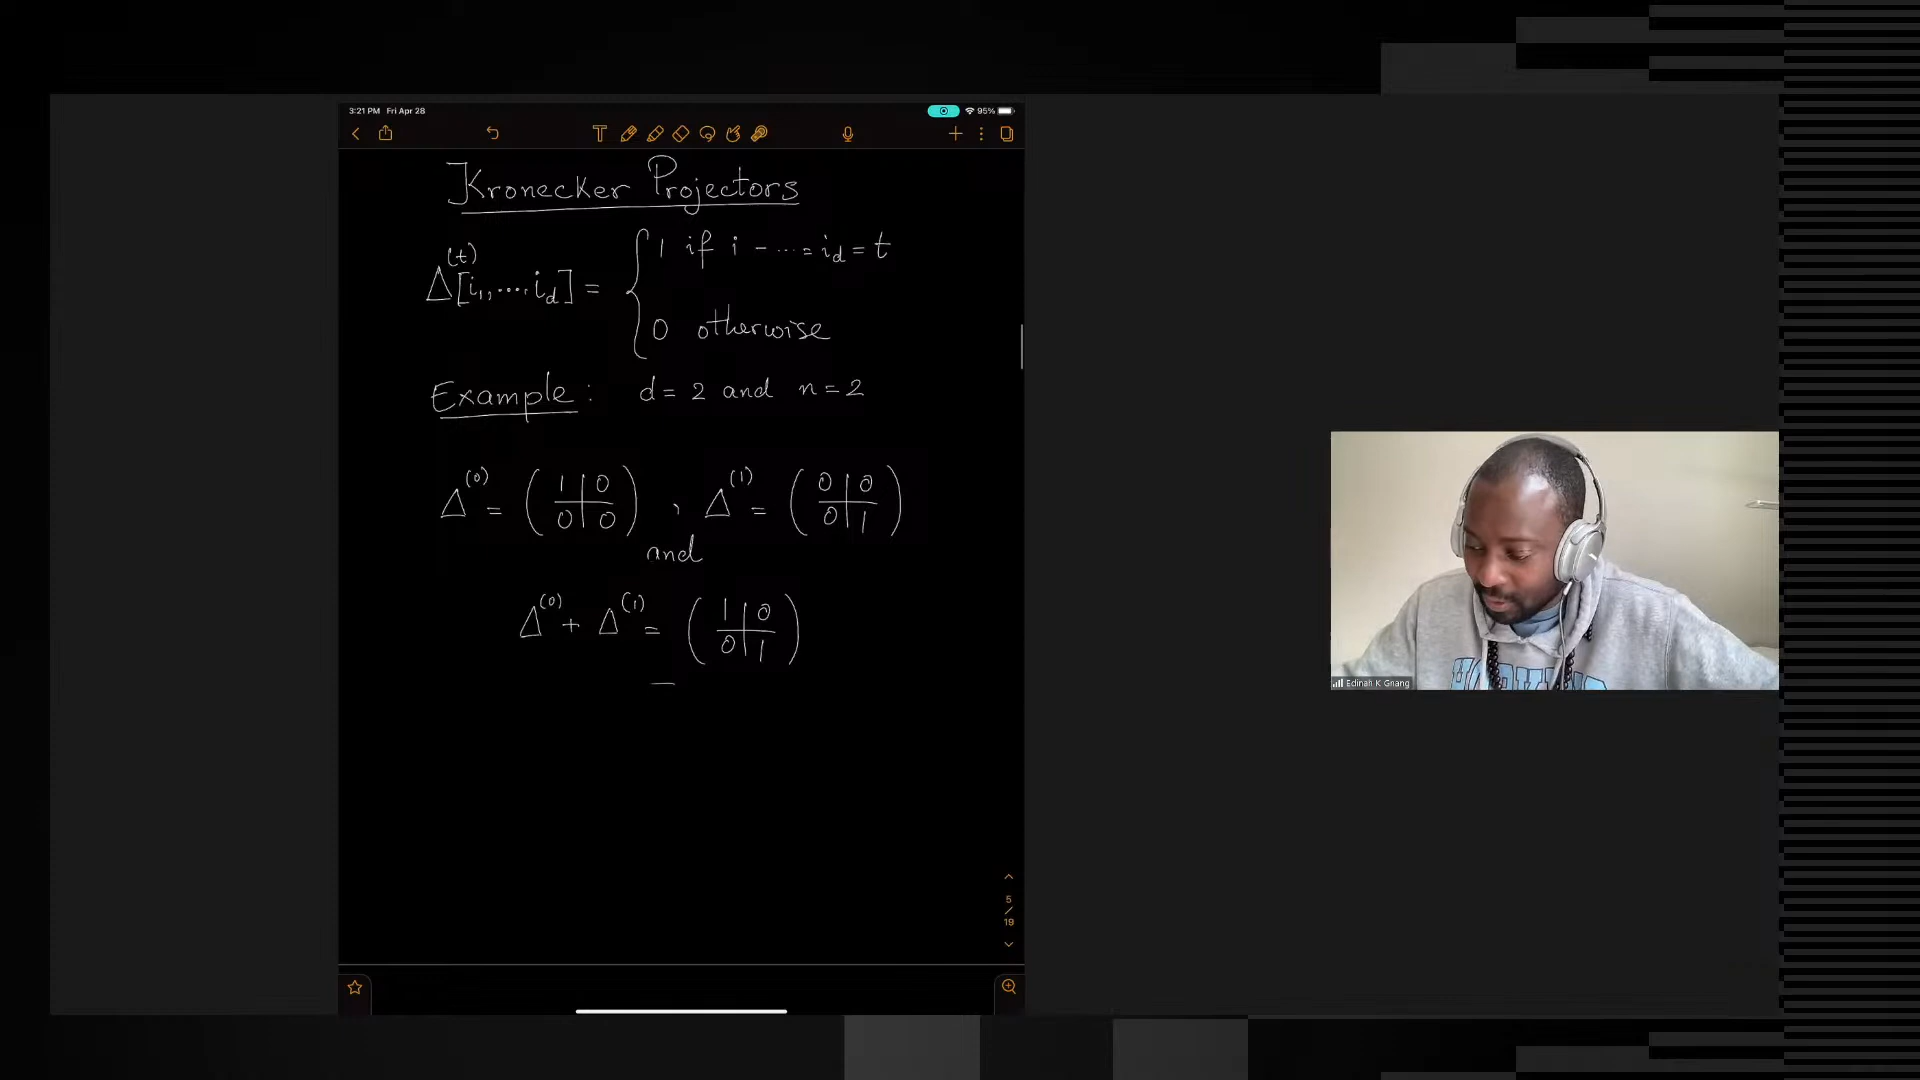 3:21 PM Fri Apr 28
95%
Kronecker Projectors
Δ^(t)[i₁,....,i_d] = { 1 if i - ... = i_d = t
0 otherwise
Example : d = 2 and n = 2
Δ^(0) = ( 1 | 0 ) , Δ^(1) = ( 0 | 0 )
( 0 | 0 ) ( 0 | 1 )
and
Δ^(0) + Δ^(1) = ( 1 | 0 )
( 0 | 1 )
5
/
19
Edinah K Gnang